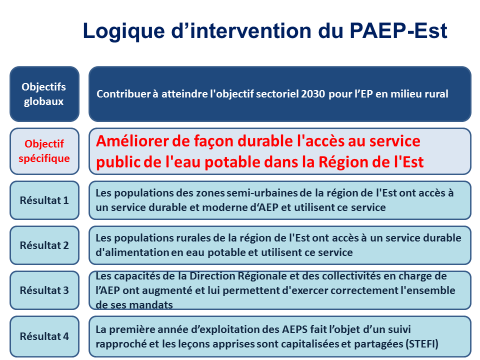 Logique d’intervention du PAEP-Est
Objectifs
globaux
Contribuer à atteindre l'objectif sectoriel 2030 pour l’EP en milieu rural
Objectif
spécifique
Améliorer de façon durable l'accès au service
public de l'eau potable dans la Région de l'Est
Résultat 1
Les populations des zones semi-urbaines de la région de l'Est ont accès à
un service durable et moderne d’AEP et utilisent ce service
Résultat 2
Les populations rurales de la région de l'Est ont accès à un service durable
d'alimentation en eau potable et utilisent ce service
Résultat 3
Les capacités de la Direction Régionale et des collectivités en charge de
l’AEP ont augmenté et lui permettent d'exercer correctement l'ensemble
de ses mandats
Résultat 4
La première année d’exploitation des AEPS fait l’objet d’un suivi
rapproché et les leçons apprises sont capitalisées et partagées (STEFI)